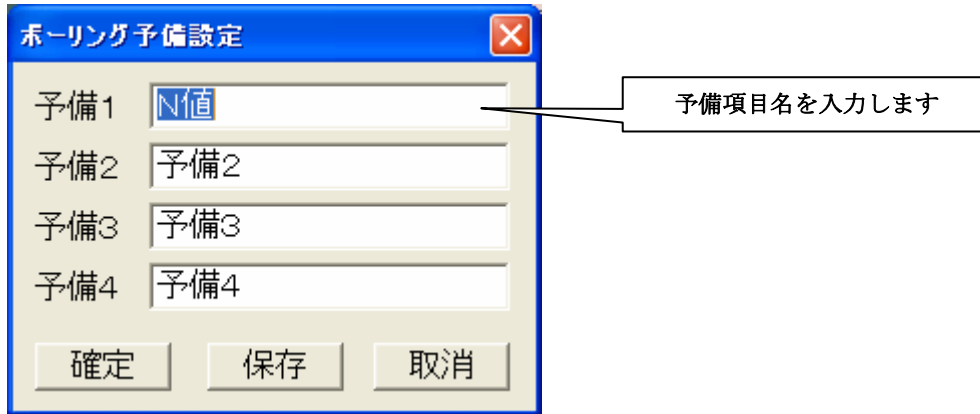 ボーリング予備設定
予備1 N値
予備項目名を入力します
予備2 予備2
予備3 予備3
予備4 予備4
確定 保存 取消